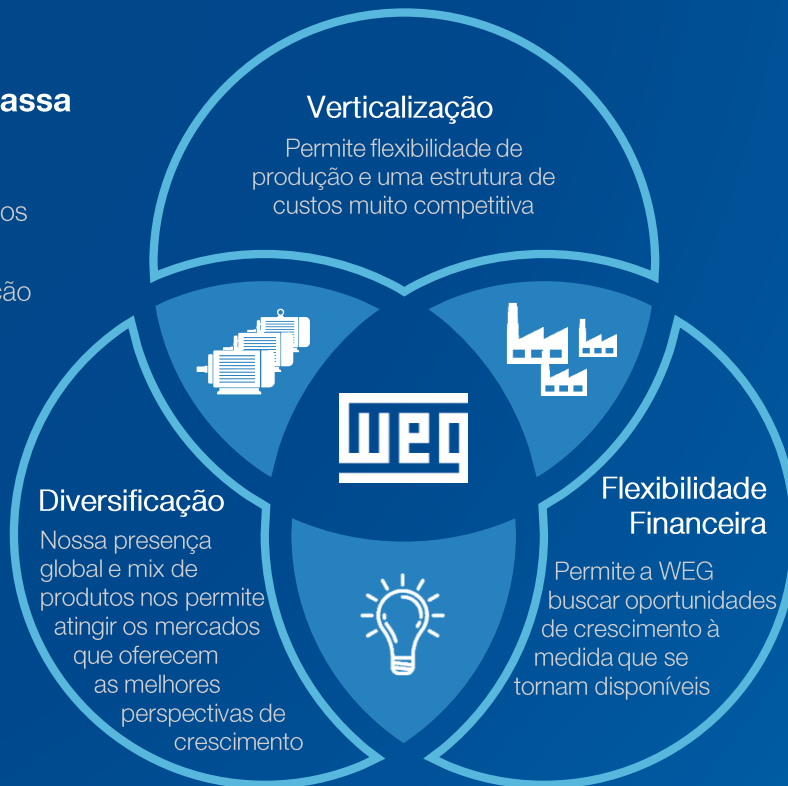 assa
os
ção
Verticalização
Permite flexibilidade de
produção e uma estrutura de
custos muito competitiva
weg
Diversificação
Nossa presença
global e mix de
produtos nos permite
atingir os mercados
que oferecem
as melhores
perspectivas de
crescimento
Flexibilidade
Financeira
Permite a WEG
buscar oportunidades
de crescimento à
medida que se
tornam disponíveis